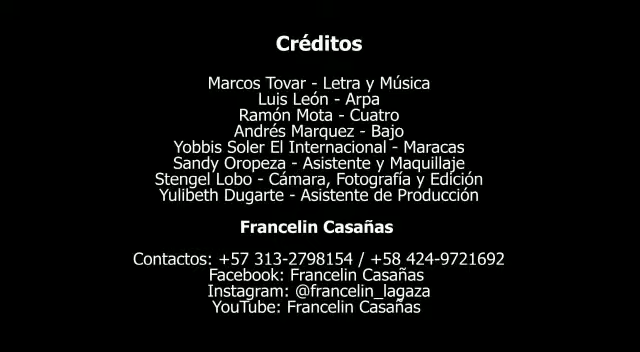 Créditos
Marcos Tovar - Letra y Música
Luis León - Arpa
Ramón Mota - Cuatro
Andrés Marquez - Bajo
Yobbis Soler El Internacional - Maracas
Sandy Oropeza - Asistente y Maquillaje
Stengel Lobo - Cámara, Fotografía y Edición
Yulibeth Dugarte - Asistente de Producción
Francelin Casañas
Contactos: +57 313-2798154 / +58 424-9721692
Facebook: Francelin Casañas
Instagram: @francelin_lagaza
YouTube: Francelin Casañas